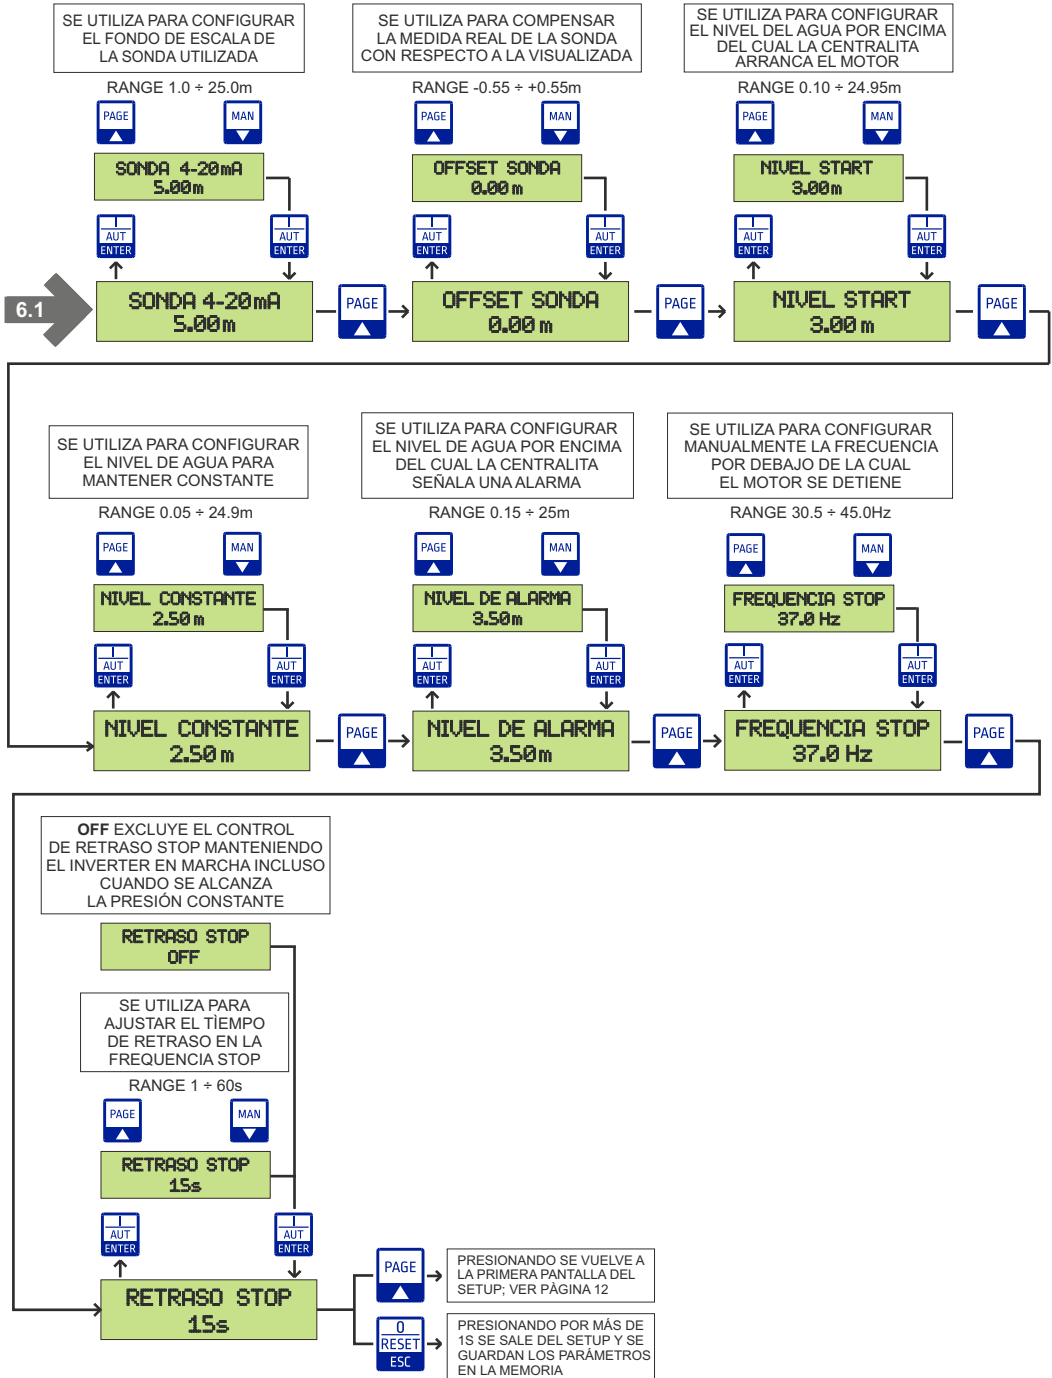 SE UTILIZA PARA CONFIGURAR
EL FONDO DE ESCALA DE
LA SONDA UTILIZADA
RANGE 1.0 ÷ 25.0m
PAGE
MAN
SONDA 4-20mA
5.00m
AUT
ENTER
AUT
ENTER
6.1
SONDA 4-20mA
5.00m
PAGE
SE UTILIZA PARA COMPENSAR
LA MEDIDA REAL DE LA SONDA
CON RESPECTO A LA VISUALIZADA
RANGE -0.55 ÷ +0.55m
PAGE
MAN
OFFSET SONDA
0.00 m
AUT
ENTER
AUT
ENTER
OFFSET SONDA
0.00 m
PAGE
SE UTILIZA PARA CONFIGURAR
EL NIVEL DEL AGUA POR ENCIMA
DEL CUAL LA CENTRALITA
ARRANCA EL MOTOR
RANGE 0.10 ÷ 24.95m
PAGE
MAN
NIVEL START
3.00m
AUT
ENTER
AUT
ENTER
NIVEL START
3.00 m
PAGE
SE UTILIZA PARA CONFIGURAR
EL NIVEL DE AGUA PARA
MANTENER CONSTANTE
RANGE 0.05 ÷ 24.9m
PAGE
MAN
NIVEL CONSTANTE
2.50 m
AUT
ENTER
AUT
ENTER
NIVEL CONSTANTE
2.50 m
PAGE
SE UTILIZA PARA CONFIGURAR
EL NIVEL DE AGUA POR ENCIMA
DEL CUAL LA CENTRALITA
SEÑALA UNA ALARMA
RANGE 0.15 ÷ 25m
PAGE
MAN
NIVEL DE ALARMA
3.50m
AUT
ENTER
AUT
ENTER
NIVEL DE ALARMA
3.50m
PAGE
SE UTILIZA PARA CONFIGURAR
MANUALMENTE LA FRECUENCIA
POR DEBAJO DE LA CUAL
EL MOTOR SE DETIENE
RANGE 30.5 ÷ 45.0Hz
PAGE
MAN
FREQUENCIA STOP
37.0 Hz
AUT
ENTER
AUT
ENTER
FREQUENCIA STOP
37.0 Hz
PAGE
OFF EXCLUYE EL CONTROL
DE RETRASO STOP MANTENIENDO
EL INVERTER EN MARCHA INCLUSO
CUANDO SE ALCANZA
LA PRESIÓN CONSTANTE
RETRASO STOP
OFF
SE UTILIZA PARA
AJUSTAR EL TÌEMPO
DE RETRASO EN LA
FREQUENCIA STOP
RANGE 1 ÷ 60s
PAGE
MAN
RETRASO STOP
15s
AUT
ENTER
AUT
ENTER
RETRASO STOP
15s
PAGE
PRESIONANDO SE VUELVE A
LA PRIMERA PANTALLA DEL
SETUP; VER PÀGINA 12
0
RESET
ESC
PRESIONANDO POR MÁS DE
1S SE SALE DEL SETUP Y SE
GUARDAN LOS PARÁMETROS
EN LA MEMORIA